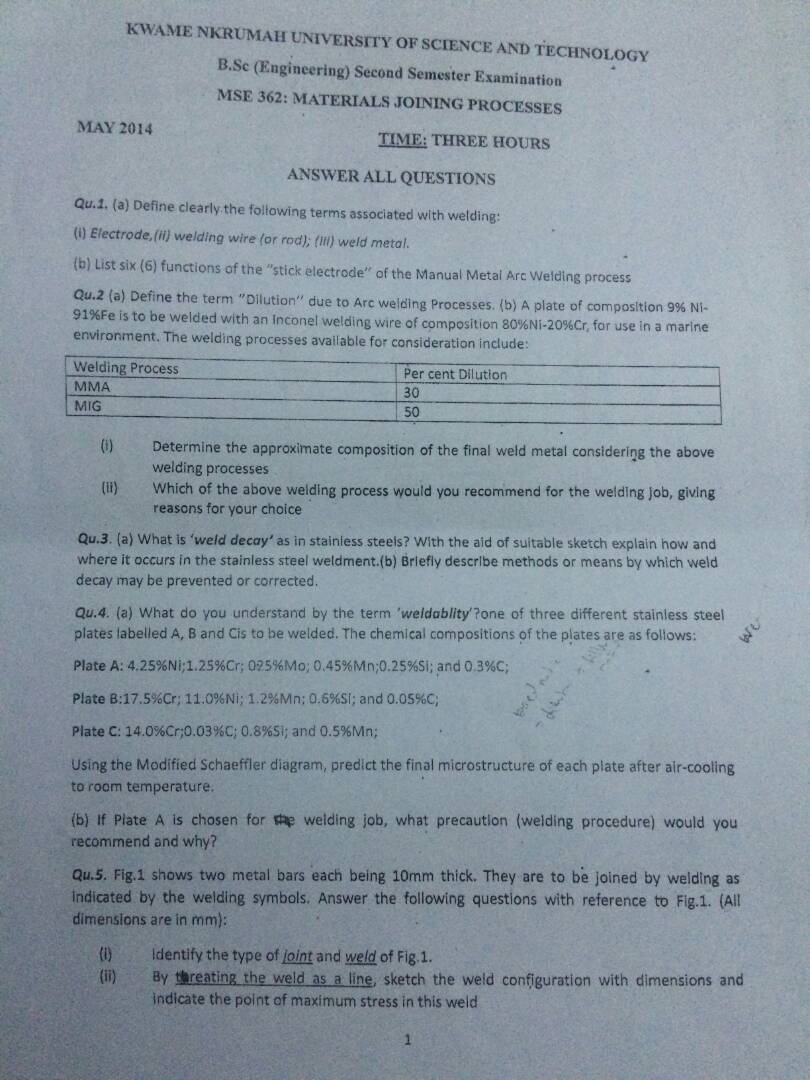 KWAME NKRUMAH UNIVERSITY OF SCIENCE AND TECHNOLOGY
B.Sc (Engineering) Second Semester Examination
MSE 362: MATERIALS JOINING PROCESSES
MAY 2014
TIME: THREE HOURS
ANSWER ALL QUESTIONS
Qu.1. (a) Define clearly the following terms associated with welding:
(i) Electrode,(ii) welding wire (or rod); (iii) weld metal.
(b) List six (6) functions of the "stick electrode" of the Manual Metal Arc Welding process
Qu.2 (a) Define the term "Dilution" due to Arc welding Processes. (b) A plate of composition 9% Ni-
91%Fe is to be welded with an Inconel welding wire of composition 80%Ni-20%Cr, for use in a marine
environment. The welding processes available for consideration include:
Welding Process Per cent Dilution
MMA 30
MIG 50
(i) Determine the approximate composition of the final weld metal considering the above
welding processes
(ii) Which of the above welding process would you recommend for the welding job, giving
reasons for your choice
Qu.3. (a) What is 'weld decay' as in stainless steels? With the aid of suitable sketch explain how and
where it occurs in the stainless steel weldment.(b) Briefly describe methods or means by which weld
decay may be prevented or corrected.
Qu.4. (a) What do you understand by the term 'weldablity'?one of three different stainless steel
plates labelled A, B and Cis to be welded. The chemical compositions of the plates are as follows:
Plate A: 4.25%Ni;1.25%Cr; 025%Mo; 0.45%Mn;0.25%Si; and 0.3%C;
Plate B:17.5%Cr; 11.0%Ni; 1.2%Mn; 0.6%Si; and 0.05%C;
Plate C: 14.0%Cr;0.03%C; 0.8%Si; and 0.5%Mn;
Using the Modified Schaeffler diagram, predict the final microstructure of each plate after air-cooling
to room temperature.
(b) If Plate A is chosen for the welding job, what precaution (welding procedure) would you
recommend and why?
Qu.5. Fig.1 shows two metal bars each being 10mm thick. They are to be joined by welding as
indicated by the welding symbols. Answer the following questions with reference to Fig.1. (All
dimensions are in mm):
(i) Identify the type of joint and weld of Fig.1.
(ii) By threating the weld as a line, sketch the weld configuration with dimensions and
indicate the point of maximum stress in this weld
1